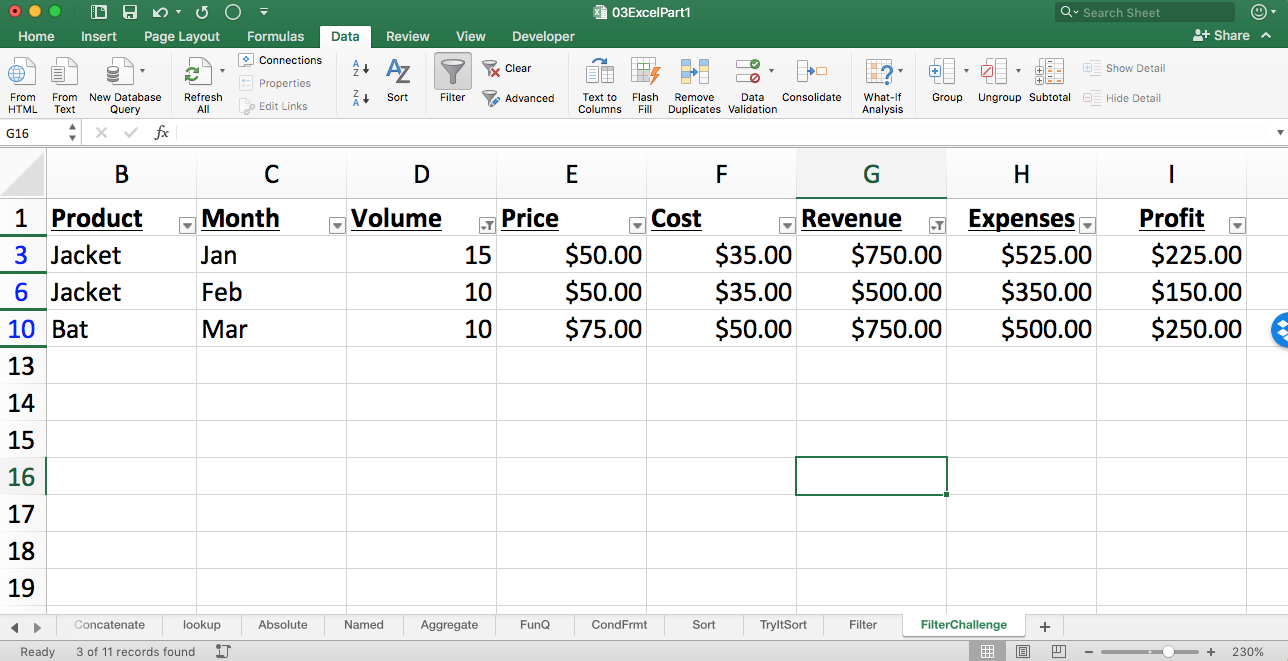 03ExcelPart1
Search Sheet
Home Insert Page Layout Formulas Data Review View Developer
Share
From HTML
From Text
New Database Query
Refresh All
Connections
Properties
Edit Links
A Z
Z A
AZ
Sort
Filter
Clear
Advanced
Text to Columns
Flash Fill
Remove Duplicates
Data Validation
Consolidate
What-If Analysis
Group
Ungroup
Subtotal
Show Detail
Hide Detail
G16 fx
B C D E F G H I
1 Product Month Volume Price Cost Revenue Expenses Profit
3 Jacket Jan 15 $50.00 $35.00 $750.00 $525.00 $225.00
6 Jacket Feb 10 $50.00 $35.00 $500.00 $350.00 $150.00
10 Bat Mar 10 $75.00 $50.00 $750.00 $500.00 $250.00
13
14
15
16
17
18
19
Concatenate lookup Absolute Named Aggregate FunQ CondFrmt Sort TryItSort Filter FilterChallenge +
Ready 3 of 11 records found 230%